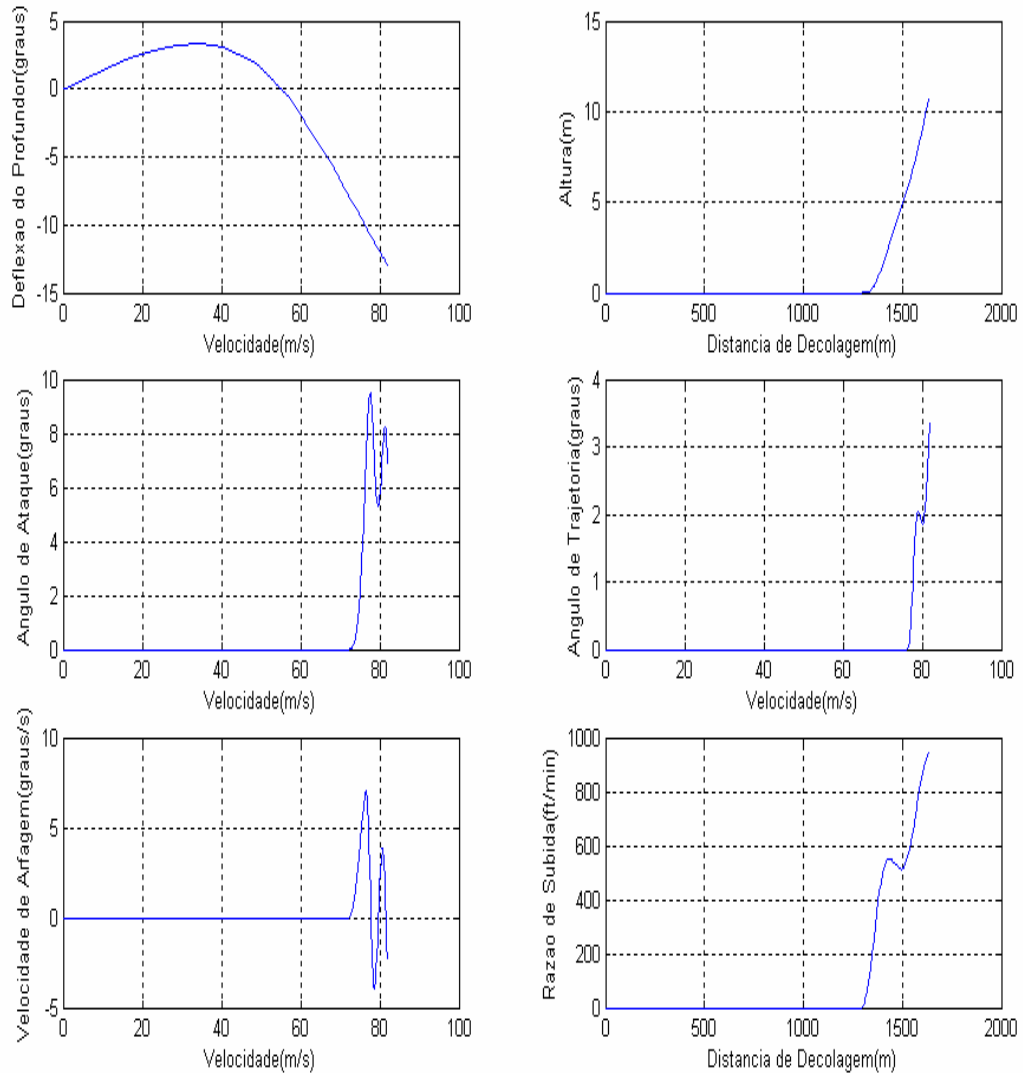 Deflexao do Profundor(graus)
5
0
-5
-10
-15
0 20 40 60 80 100
Velocidade(m/s)
Altura(m)
15
10
5
0
0 500 1000 1500 2000
Distancia de Decolagem(m)
Angulo de Ataque(graus)
10
8
6
4
2
0
0 20 40 60 80 100
Velocidade(m/s)
Angulo de Trajetoria(graus)
4
3
2
1
0
0 20 40 60 80 100
Velocidade(m/s)
Velocidade de Arfagem(graus/s)
10
5
0
-5
0 20 40 60 80 100
Velocidade(m/s)
Razao de Subida(ft/min)
1000
800
600
400
200
0
0 500 1000 1500 2000
Distancia de Decolagem(m)